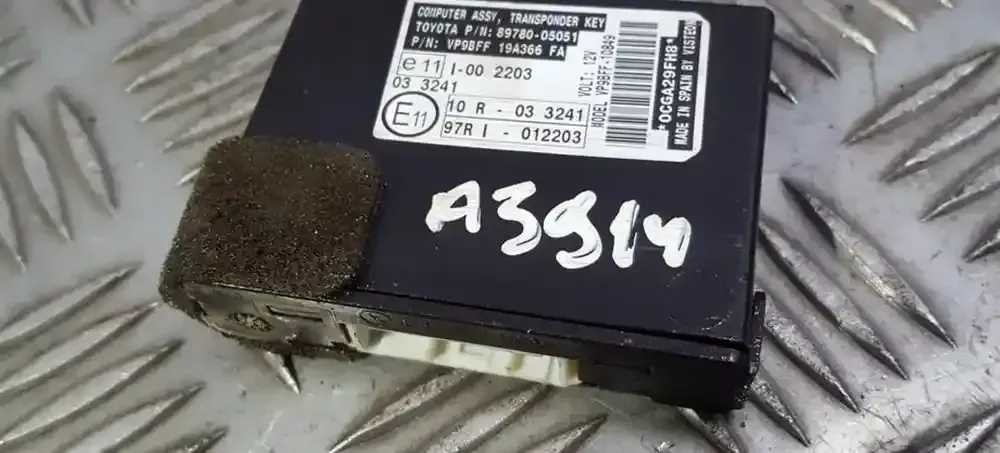 COMPUTER ASSY, TRANSPONDER KEY
TOYOTA P/N: 89780-05051
P/N: VP9BFF 19A366 FA
e 11 I-00 2203
03 3241
E11
10 R - 03 3241
97R I - 012203
VOLT: 12V
MODEL VP9BFF-10849
*0CGA29FH8*
MADE IN SPAIN BY VISTEON
A3914